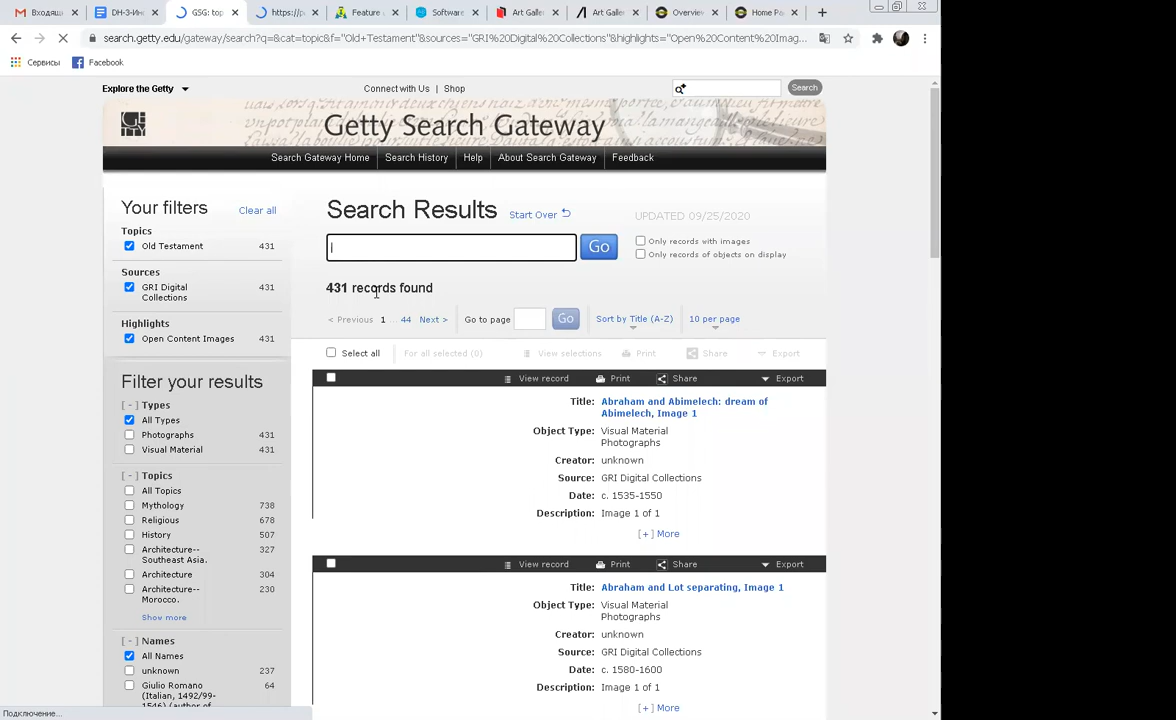 Входящи
DH-3-Ин
GSG: top
https://pa
Feature u
Software
Art Galle
Art Galle
Overview
Home Pa
search.getty.edu/gateway/search?q=&cat=topic&f="Old+Testament"&sources="GRI%20Digital%20Collections"&highlights="Open%20Content%20Imag...
Сервисы
Facebook
Explore the Getty
Connect with Us | Shop
Search
Getty Search Gateway
Search Gateway Home
Search History
Help
About Search Gateway
Feedback
Your filters
Clear all
Topics
Old Testament 431
Sources
GRI Digital Collections 431
Highlights
Open Content Images 431
Filter your results
[-] Types
All Types
Photographs 431
Visual Material 431
[-] Topics
All Topics
Mythology 738
Religious 678
History 507
Architecture--Southeast Asia. 327
Architecture 304
Architecture--Morocco. 230
Show more
[-] Names
All Names
unknown 237
Giulio Romano 64
(Italian, 1492/99-
1546) (author of
Search Results
Start Over
UPDATED 09/25/2020
Go
Only records with images
Only records of objects on display
431 records found
< Previous 1 .. 44 Next >
Go to page
Go
Sort by Title (A-Z)
10 per page
Select all
For all selected (0)
View selections
Print
Share
Export
View record
Print
Share
Export
Title: Abraham and Abimelech: dream of
Abimelech, Image 1
Object Type: Visual Material
Photographs
Creator: unknown
Source: GRI Digital Collections
Date: c. 1535-1550
Description: Image 1 of 1
[+] More
View record
Print
Share
Export
Title: Abraham and Lot separating, Image 1
Object Type: Visual Material
Photographs
Creator: unknown
Source: GRI Digital Collections
Date: c. 1580-1600
Description: Image 1 of 1
[+] More
Подключение...